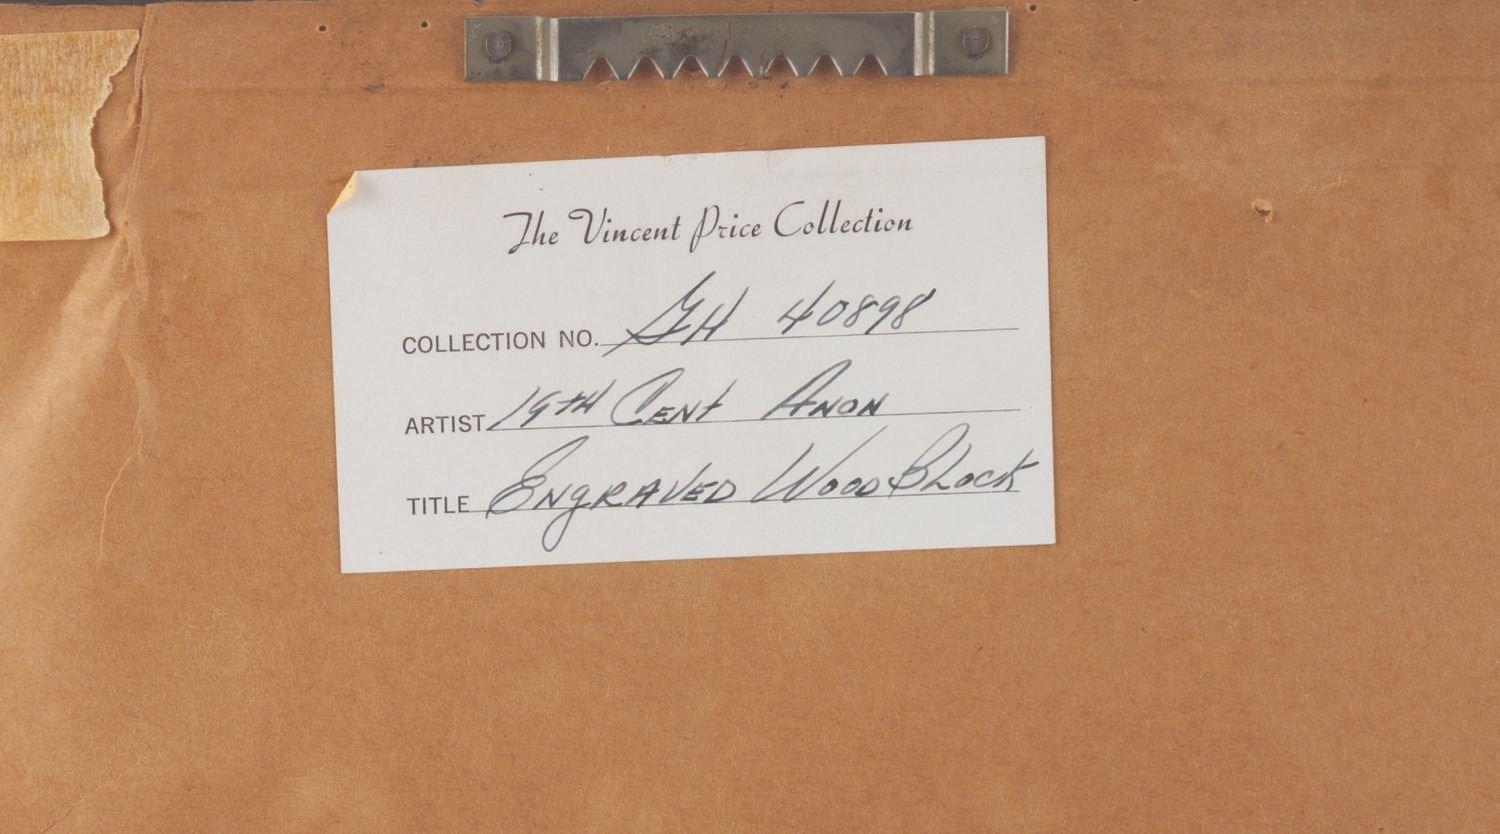 The Vincent Price Collection
COLLECTION NO. GH 40898
ARTIST 19TH CENT ANON
TITLE ENGRAVED WOOD BLOCK